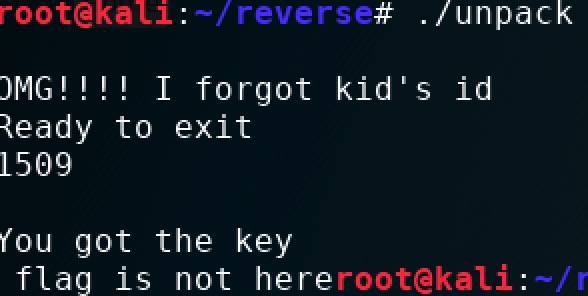 root@kali:~/reverse# ./unpack
OMG!!!! I forgot kid's id
Ready to exit
1509
You got the key
flag is not hereroot@kali:~/r